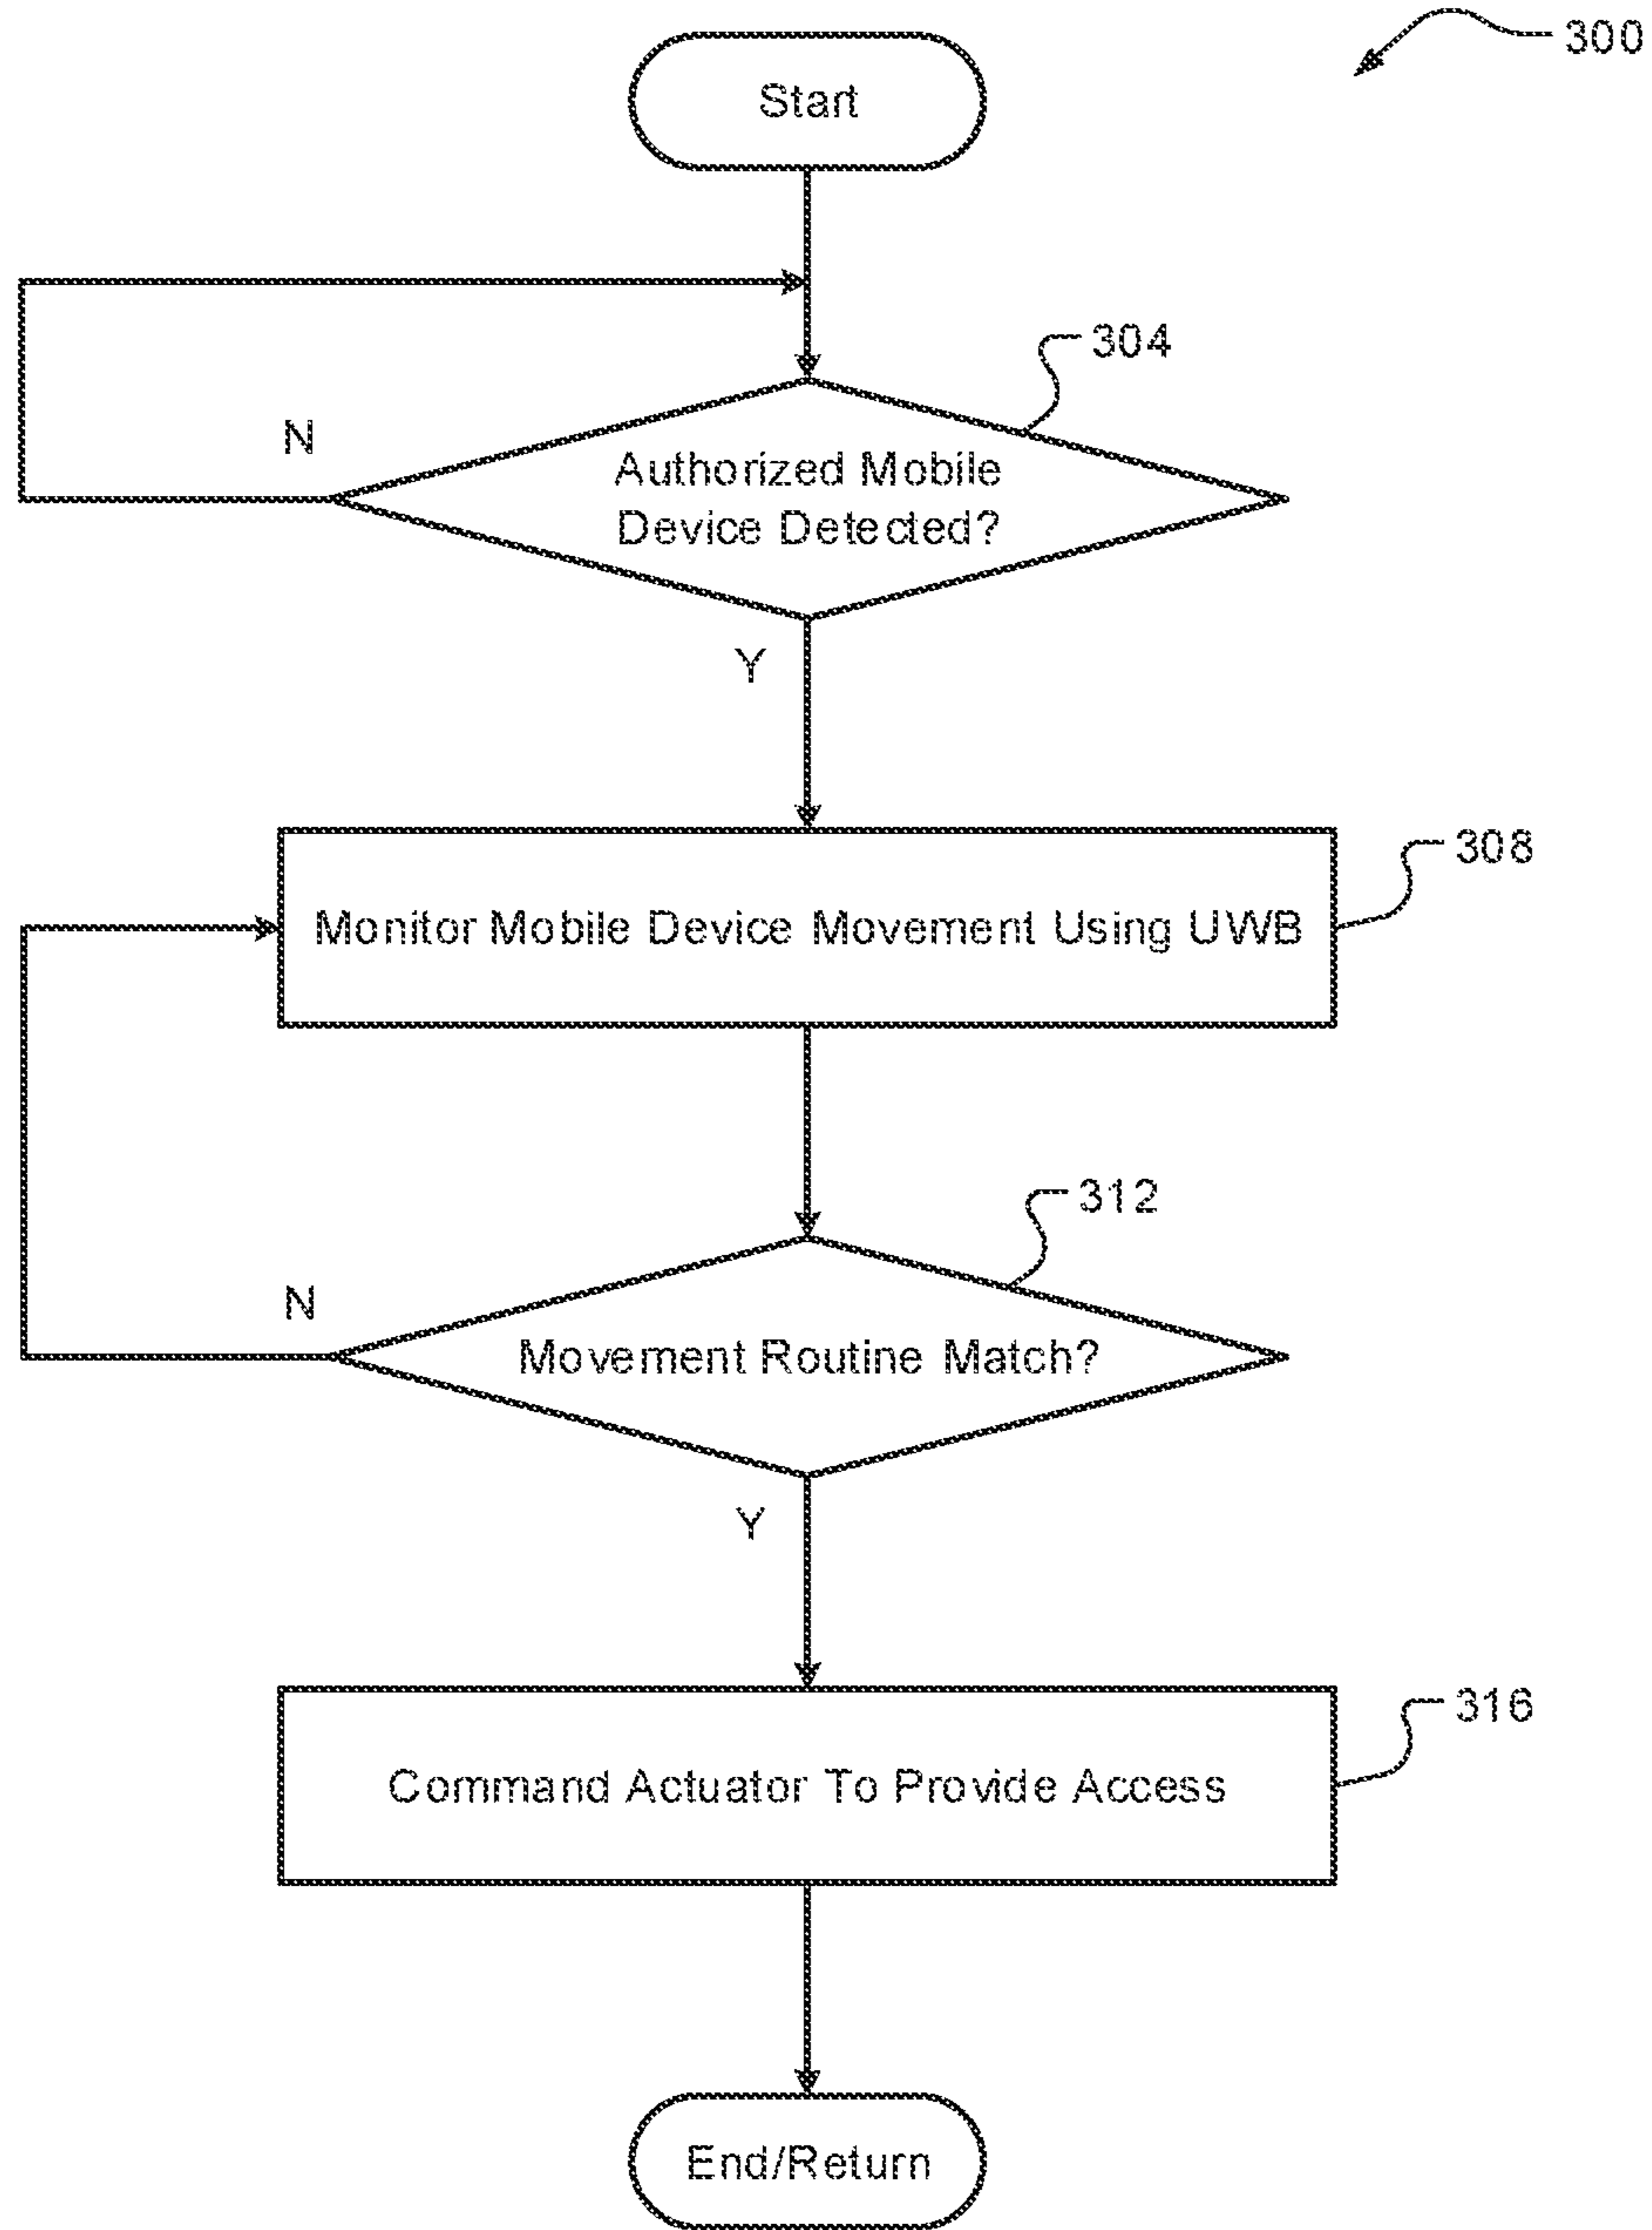 300
Start
304
N
Authorized Mobile
Device Detected?
Y
308
Monitor Mobile Device Movement Using UWB
312
N
Movement Routine Match?
Y
316
Command Actuator To Provide Access
End/Return